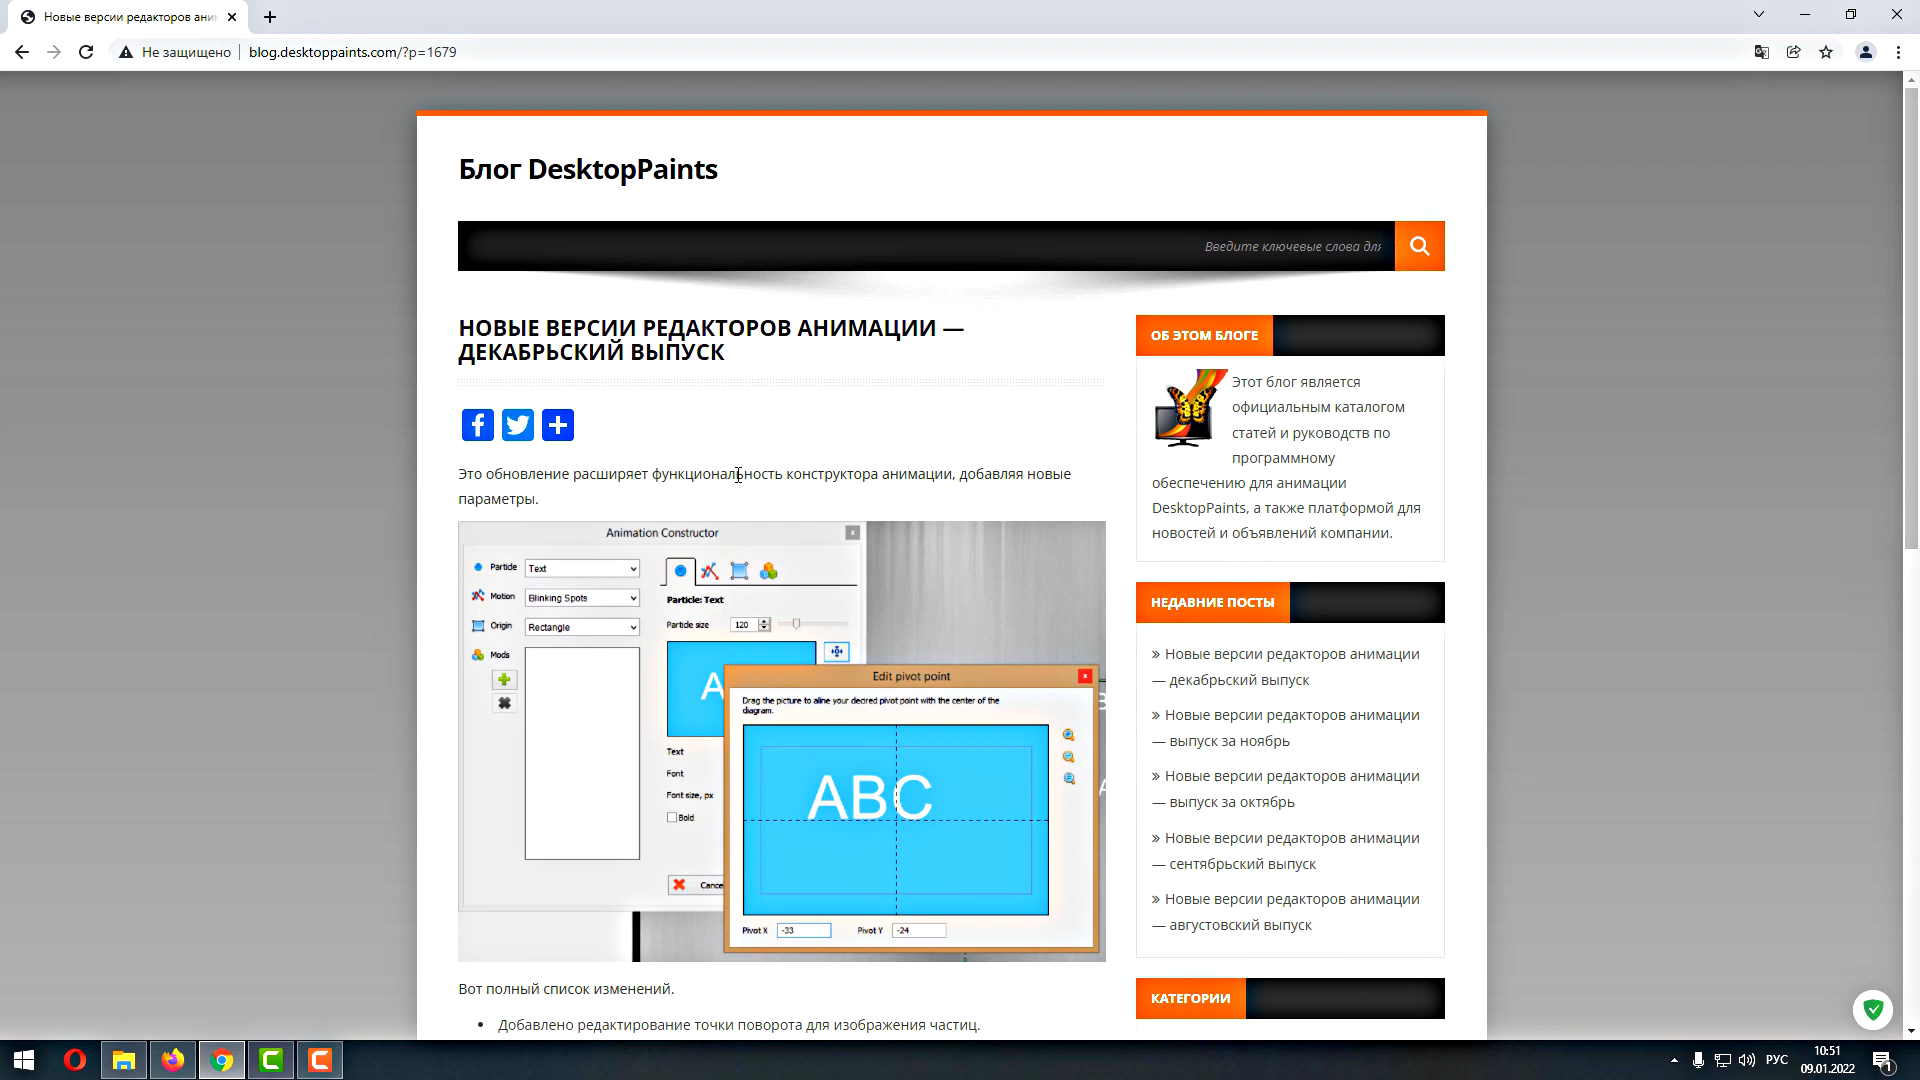 Новые версии редакторов ани
Не защищено
blog.desktoppaints.com/?p=1679
Блог DesktopPaints
Введите ключевые слова для
НОВЫЕ ВЕРСИИ РЕДАКТОРОВ АНИМАЦИИ —
ДЕКАБРЬСКИЙ ВЫПУСК
Это обновление расширяет функциональность конструктора анимации, добавляя новые
параметры.
Animation Constructor
Particle
Text
Motion
Blinking Spots
Origin
Rectangle
Mods
Particle: Text
Particle size
120
A
Text
Font
Font size, px
Bold
Cance
Edit pivot point
Drag the picture to aline your decired pivot point with the center of the
diagram.
ABC
Pivot X
-33
Pivot Y
-24
Вот полный список изменений.
• Добавлено редактирование точки поворота для изображения частиц.
ОБ ЭТОМ БЛОГЕ
Этот блог является
официальным каталогом
статей и руководств по
программному
обеспечению для анимации
DesktopPaints, а также платформой для
новостей и объявлений компании.
НЕДАВНИЕ ПОСТЫ
» Новые версии редакторов анимации
— декабрьский выпуск
» Новые версии редакторов анимации
— выпуск за ноябрь
» Новые версии редакторов анимации
— выпуск за октябрь
» Новые версии редакторов анимации
— сентябрьский выпуск
» Новые версии редакторов анимации
— августовский выпуск
КАТЕГОРИИ
РУС
10:51
09.01.2022
1